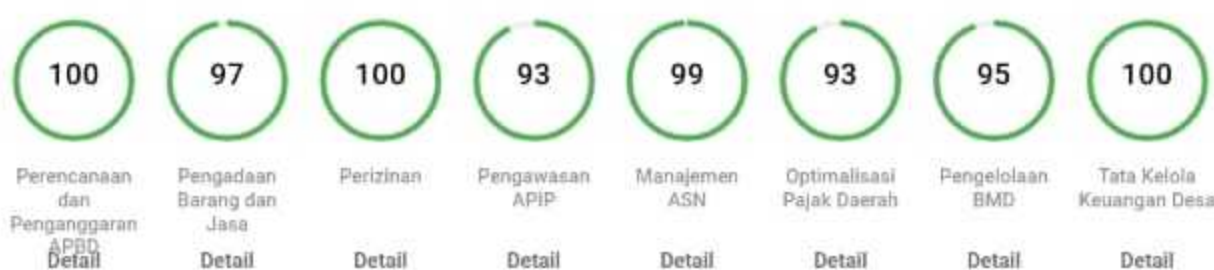 100
97
100
93
99
93
95
100
Perencanaan
dan
Penganggaran
APBD
Detail
Pengadaan
Barang dan
Jasa
Detail
Perizinan
Detail
Pengawasan
APIP
Detail
Manajemen
ASN
Detail
Optimalisasi
Pajak Daerah
Detail
Pengelolaan
BMD
Detail
Tata Kelola
Keuangan Desa
Detail